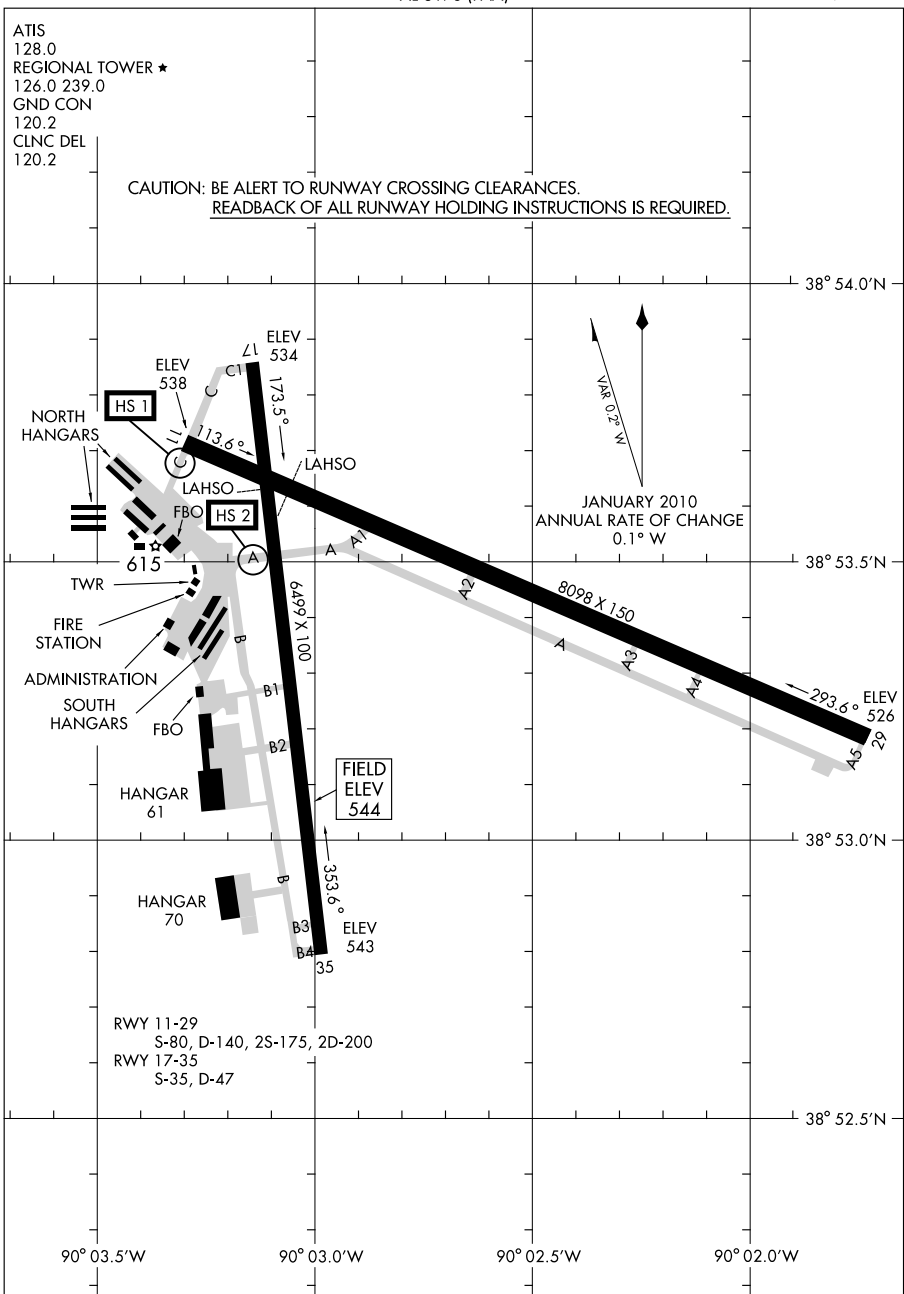 ATIS
128.0
REGIONAL TOWER ★
126.0 239.0
GND CON
120.2
CLNC DEL
120.2
CAUTION: BE ALERT TO RUNWAY CROSSING CLEARANCES.
READBACK OF ALL RUNWAY HOLDING INSTRUCTIONS IS REQUIRED.
38° 54.0'N
VAR 0.2° W
JANUARY 2010
ANNUAL RATE OF CHANGE
0.1° W
17
ELEV
534
C1
173.5°
ELEV
538
C
HS 1
11
113.6°
C
NORTH
HANGARS
LAHSO
LAHSO
FBO
HS 2
615
A
A
A1
38° 53.5'N
TWR
A2
8098 X 150
6499 X 100
FIRE
STATION
B
A
A3
ADMINISTRATION
A4
SOUTH
HANGARS
B1
293.6°
ELEV
526
29
FBO
B2
A5
FIELD
ELEV
544
HANGAR
61
38° 53.0'N
353.6°
B
HANGAR
70
B3
ELEV
543
B4
35
RWY 11-29
S-80, D-140, 2S-175, 2D-200
RWY 17-35
S-35, D-47
38° 52.5'N
90° 03.5'W
90° 03.0'W
90° 02.5'W
90° 02.0'W